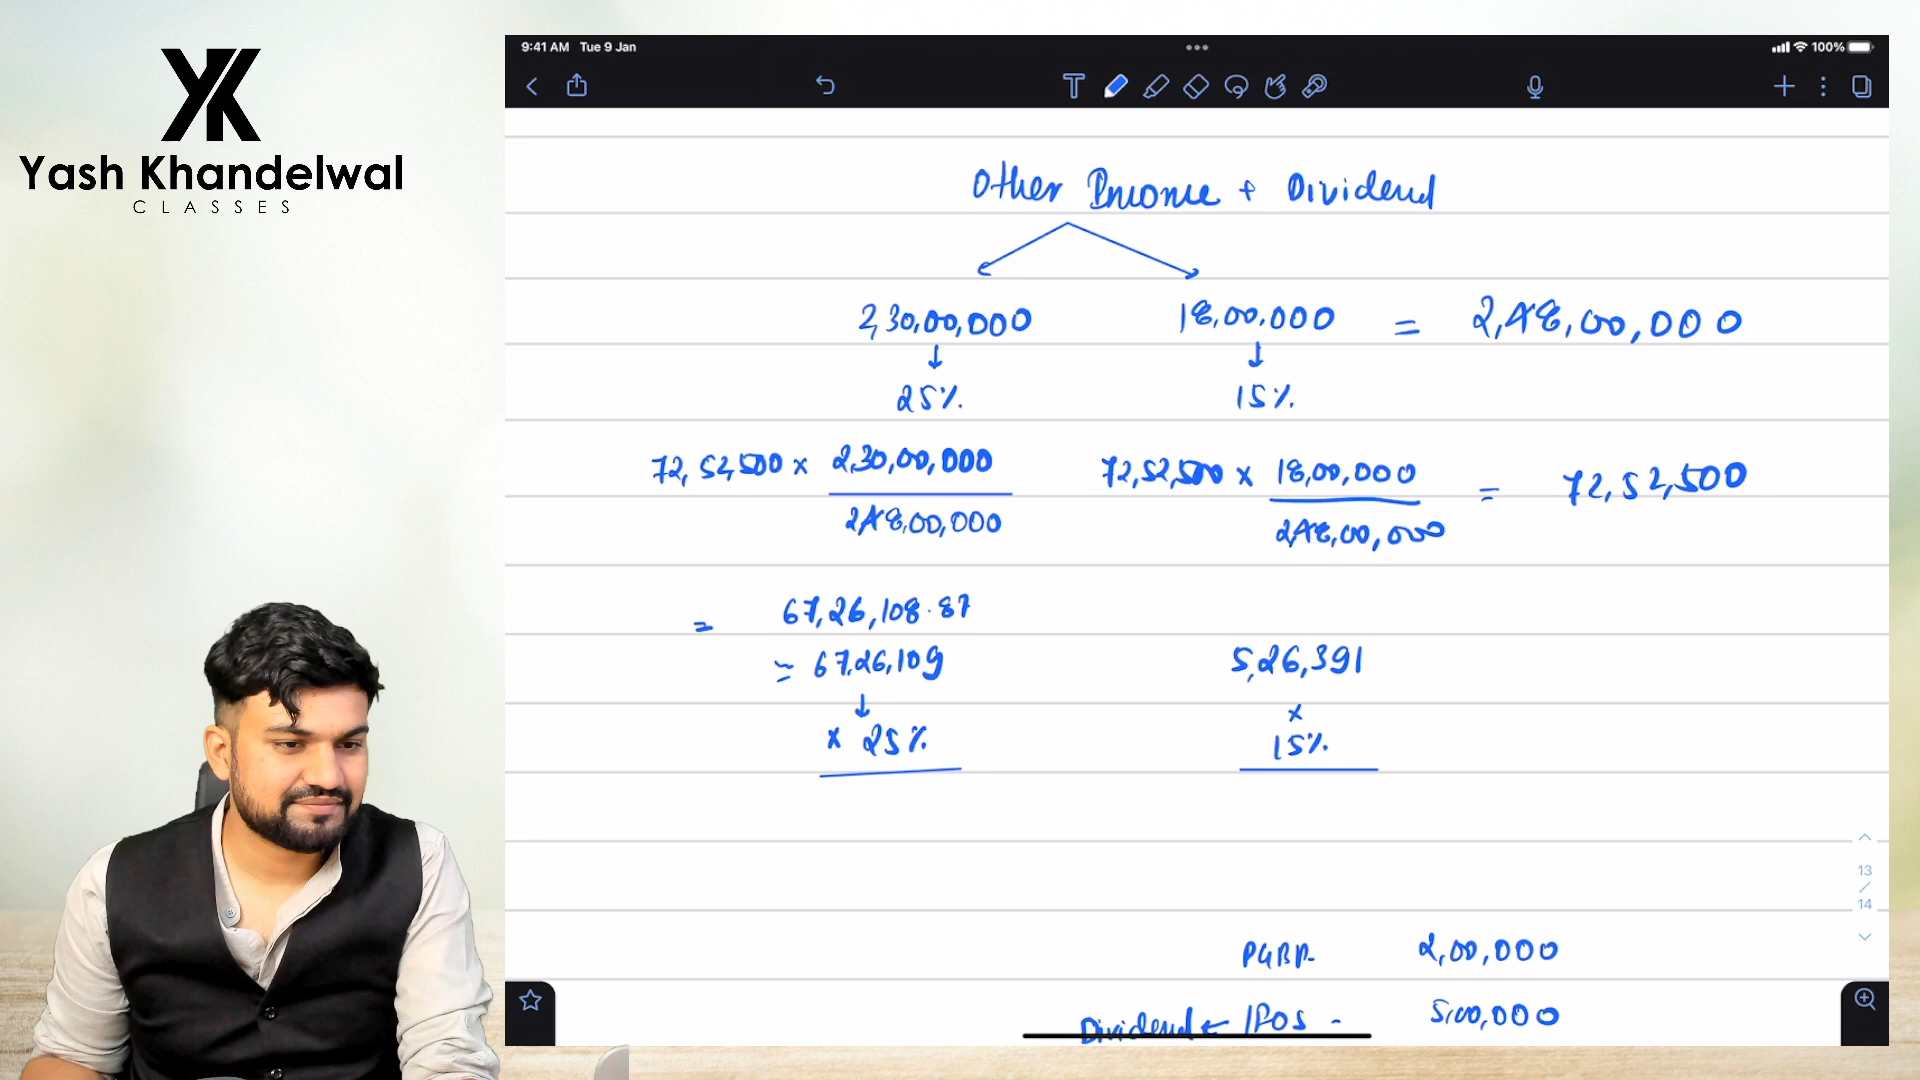 YK
Yash Khandelwal
CLASSES
9:41 AM Tue 9 Jan
100%
Other Income + Dividend
2,30,00,000 18,00,000 = 2,48,00,000
↓ ↓
25% 15%
72,52,500 × 2,30,00,000 72,52,500 × 18,00,000 = 72,52,500
2,48,00,000 2,48,00,000
= 67,26,108.87
≈ 67,26,109 5,26,391
↓ ×
× 25% 15%
13
/
14
PGBP - 2,00,000
Dividend ← IFOS - 5,00,000